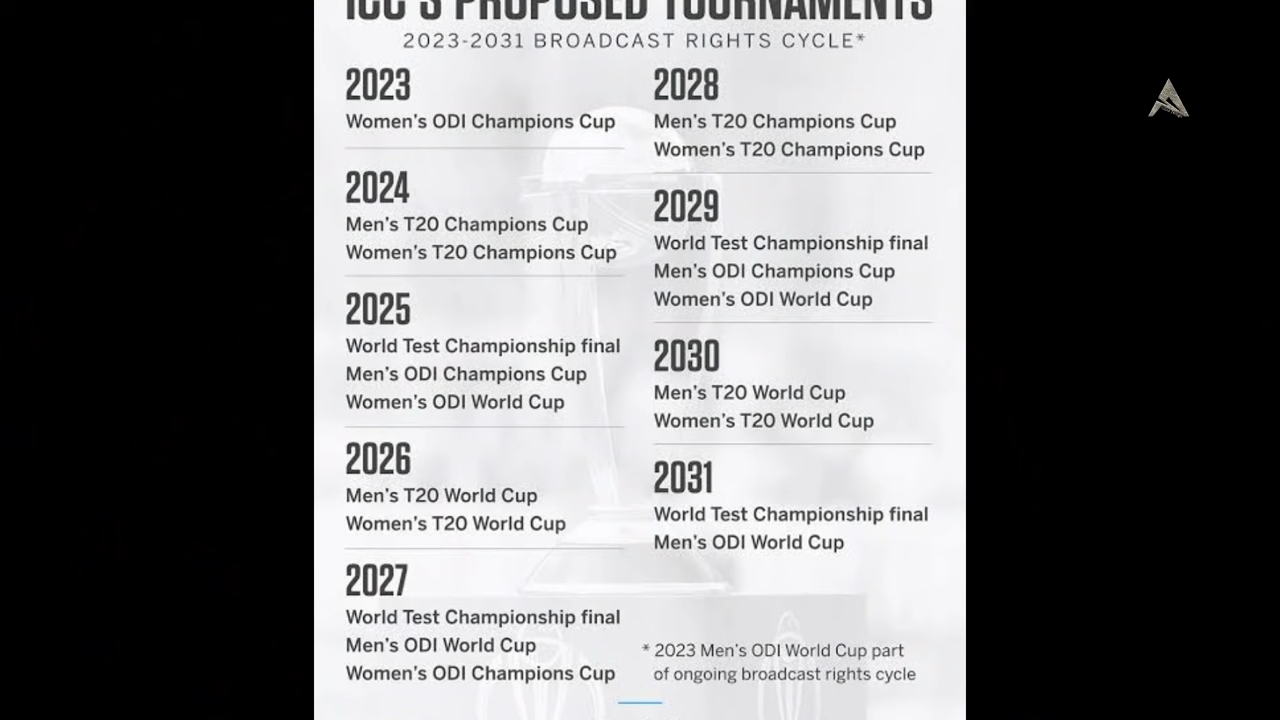 ICC'S PROPOSED TOURNAMENTS
2023-2031 BROADCAST RIGHTS CYCLE*
2023
Women's ODI Champions Cup
2024
Men's T20 Champions Cup
Women's T20 Champions Cup
2025
World Test Championship final
Men's ODI Champions Cup
Women's ODI World Cup
2026
Men's T20 World Cup
Women's T20 World Cup
2027
World Test Championship final
Men's ODI World Cup
Women's ODI Champions Cup
2028
Men's T20 Champions Cup
Women's T20 Champions Cup
2029
World Test Championship final
Men's ODI Champions Cup
Women's ODI World Cup
2030
Men's T20 World Cup
Women's T20 World Cup
2031
World Test Championship final
Men's ODI World Cup
* 2023 Men's ODI World Cup part
of ongoing broadcast rights cycle